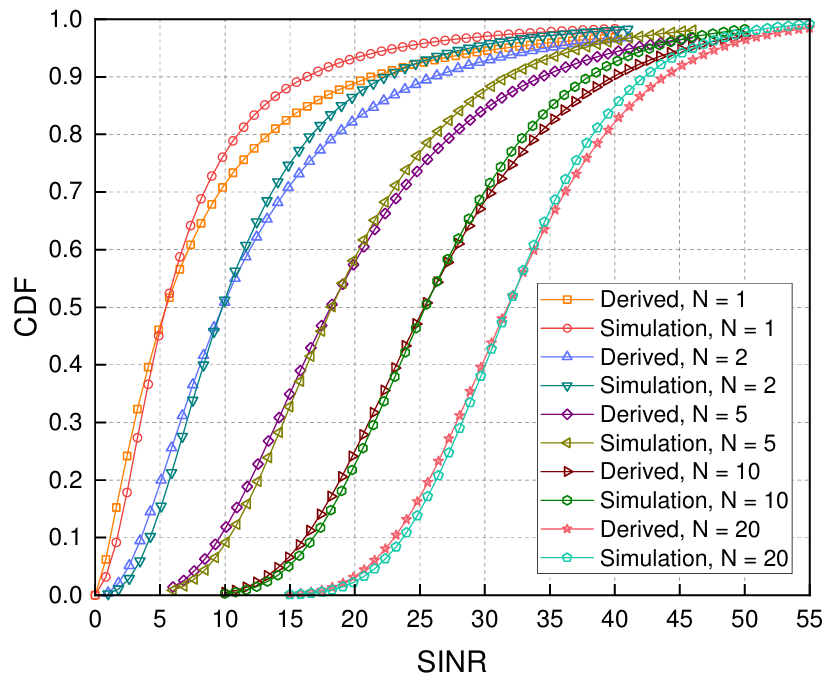 1.0
0.9
0.8
0.7
0.6
0.5
0.4
0.3
0.2
0.1
0.0
CDF
Derived, N = 1
Simulation, N = 1
Derived, N = 2
Simulation, N = 2
Derived, N = 5
Simulation, N = 5
Derived, N = 10
Simulation, N = 10
Derived, N = 20
Simulation, N = 20
0 5 10 15 20 25 30 35 40 45 50 55
SINR